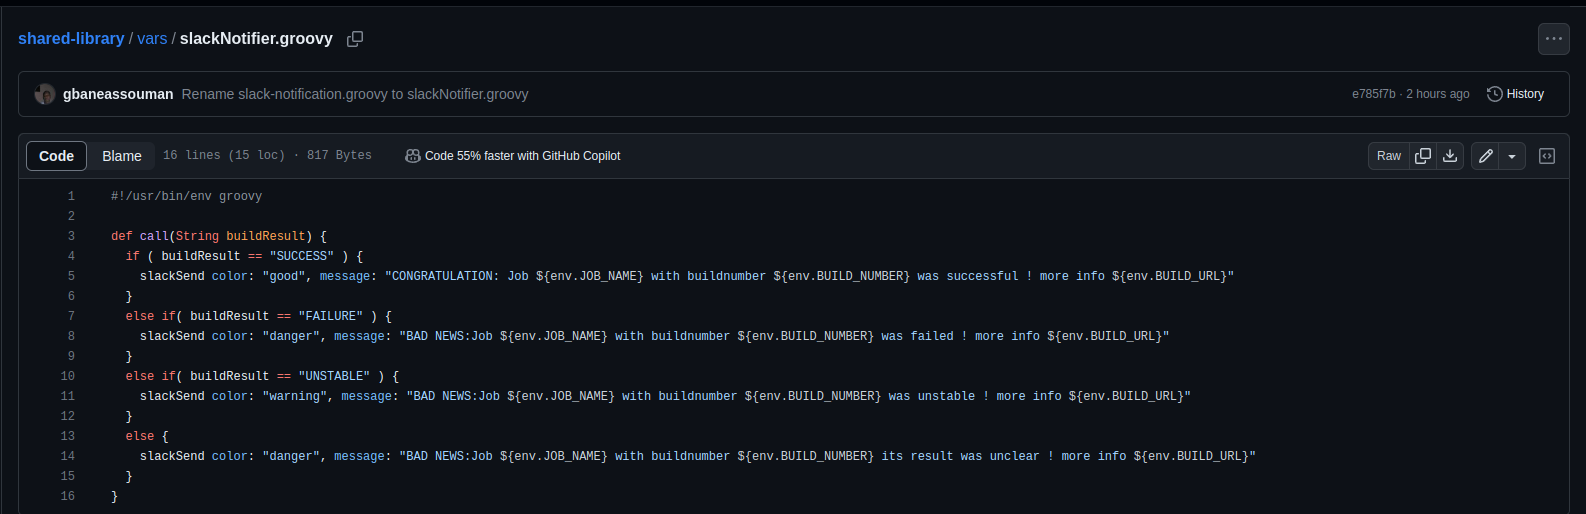 shared-library / vars / slackNotifier.groovy
gbaneassouman Rename slack-notification.groovy to slackNotifier.groovy e785f7b · 2 hours ago History
Code Blame 16 lines (15 loc) · 817 Bytes Code 55% faster with GitHub Copilot Raw
1 #!/usr/bin/env groovy
2
3 def call(String buildResult) {
4   if ( buildResult == "SUCCESS" ) {
5     slackSend color: "good", message: "CONGRATULATION: Job ${env.JOB_NAME} with buildnumber ${env.BUILD_NUMBER} was successful ! more info ${env.BUILD_URL}"
6   }
7   else if( buildResult == "FAILURE" ) {
8     slackSend color: "danger", message: "BAD NEWS:Job ${env.JOB_NAME} with buildnumber ${env.BUILD_NUMBER} was failed ! more info ${env.BUILD_URL}"
9   }
10   else if( buildResult == "UNSTABLE" ) {
11     slackSend color: "warning", message: "BAD NEWS:Job ${env.JOB_NAME} with buildnumber ${env.BUILD_NUMBER} was unstable ! more info ${env.BUILD_URL}"
12   }
13   else {
14     slackSend color: "danger", message: "BAD NEWS:Job ${env.JOB_NAME} with buildnumber ${env.BUILD_NUMBER} its result was unclear ! more info ${env.BUILD_URL}"
15   }
16 }